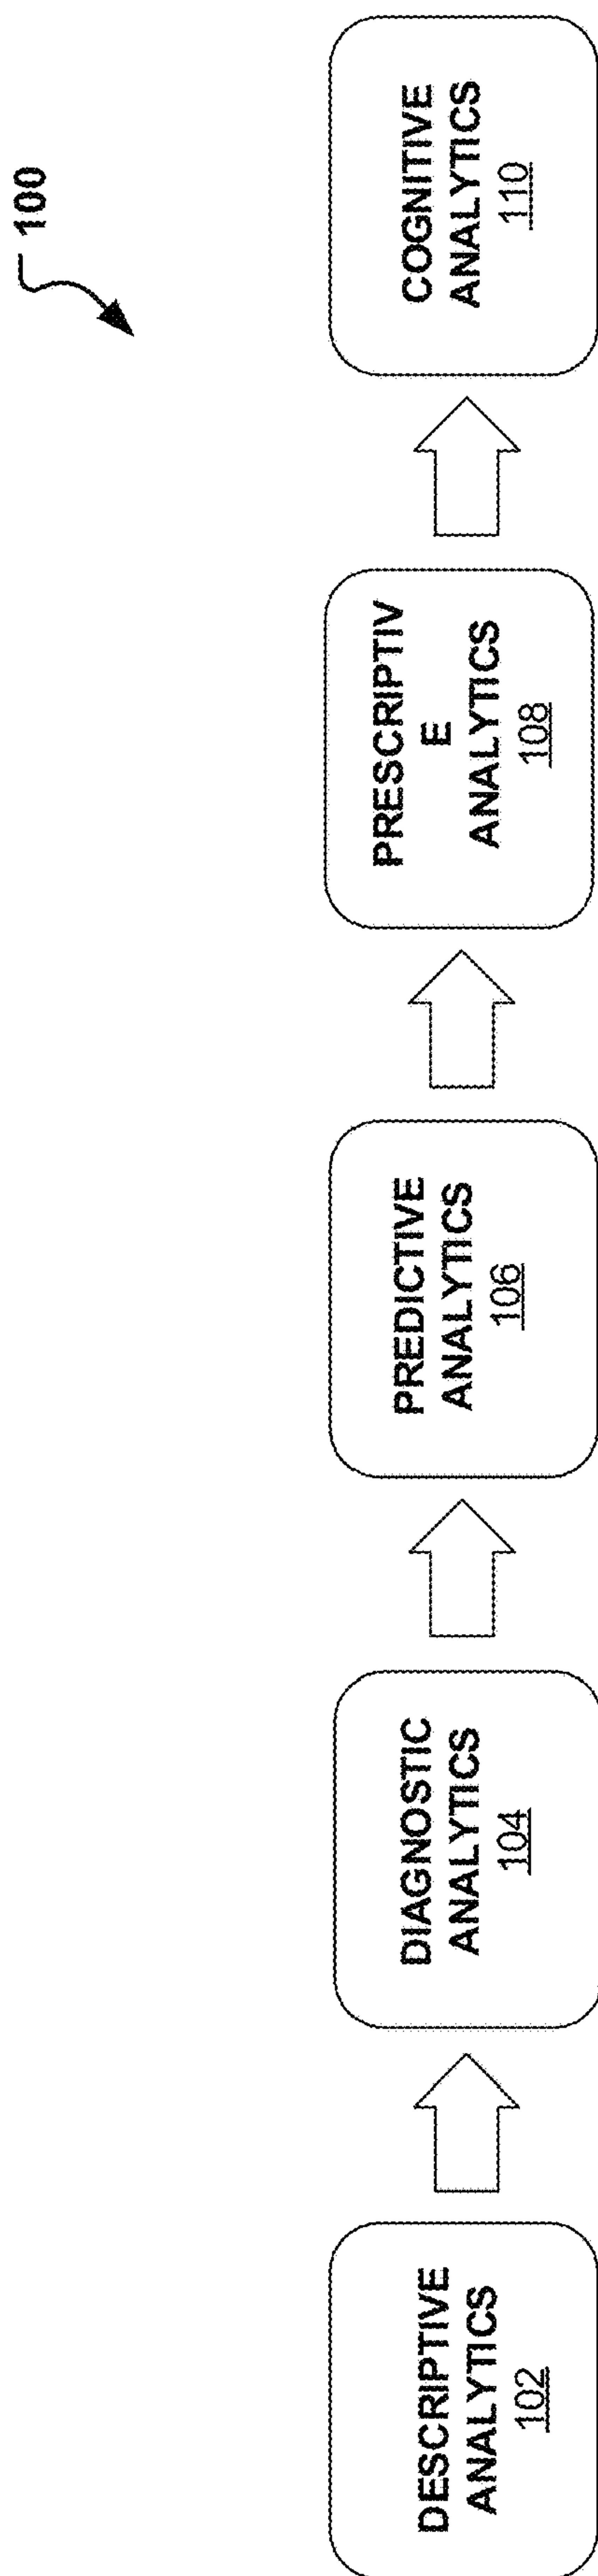 100
DESCRIPTIVE
ANALYTICS
102
DIAGNOSTIC
ANALYTICS
104
PREDICTIVE
ANALYTICS
106
PRESCRIPTIV
E
ANALYTICS
108
COGNITIVE
ANALYTICS
110